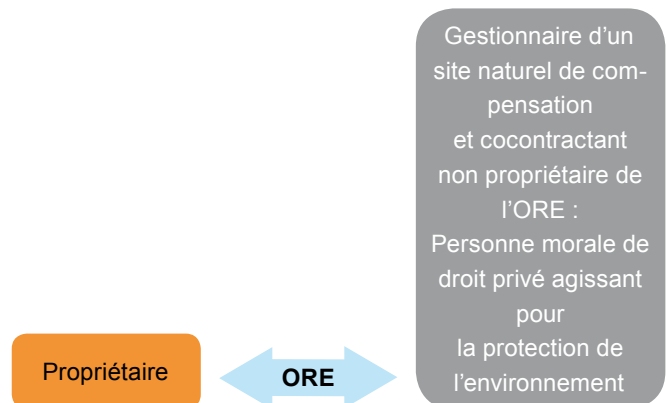 Gestionnaire d’un
site naturel de com-
pensation
et cocontractant
non propriétaire de
l’ORE :
Personne morale de
droit privé agissant
pour
la protection de
l’environnement
Propriétaire
ORE